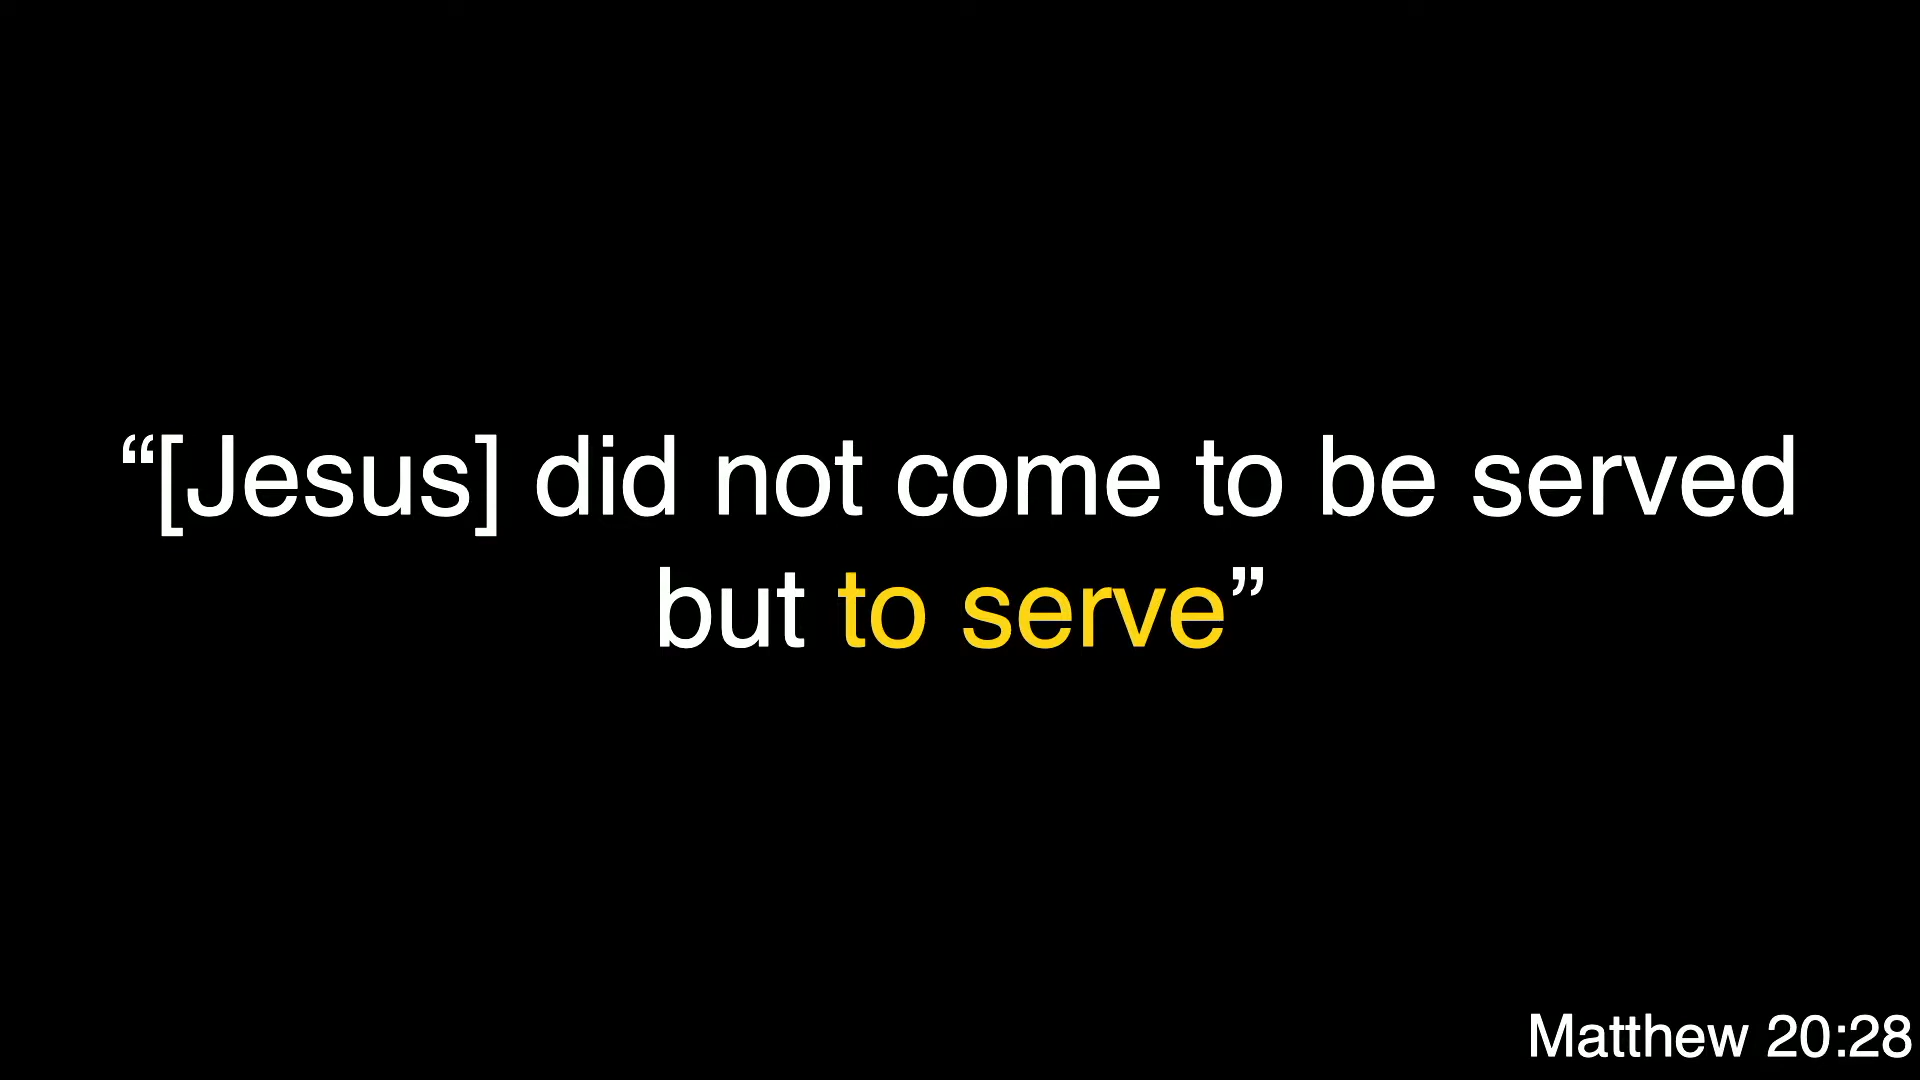 “[Jesus] did not come to be served
but to serve”
Matthew 20:28